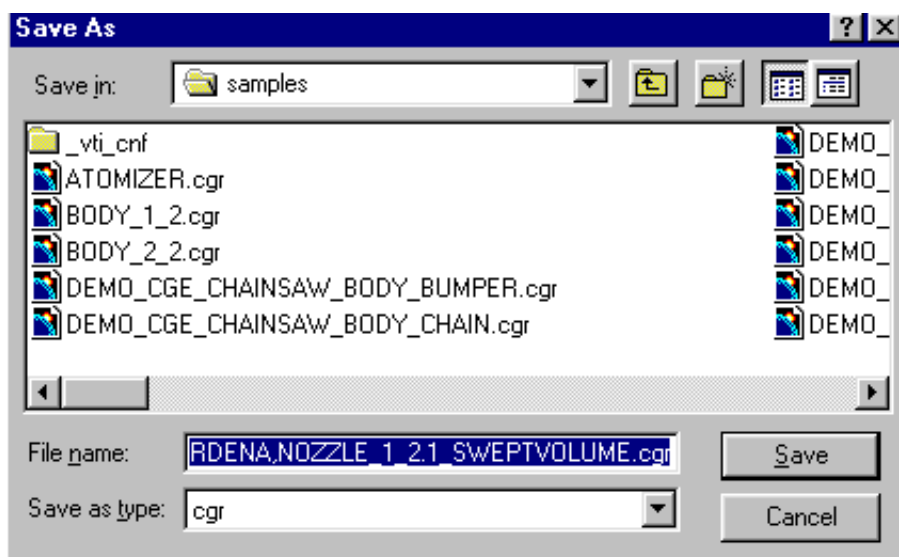 Save As
Save in: samples
_vti_cnf
ATOMIZER.cgr
BODY_1_2.cgr
BODY_2_2.cgr
DEMO_CGE_CHAINSAW_BODY_BUMPER.cgr
DEMO_CGE_CHAINSAW_BODY_CHAIN.cgr
DEMO_
DEMO_
DEMO_
DEMO_
DEMO_
DEMO_
File name: RDENA,NOZZLE_1_2.1_SWEPTVOLUME.cgr Save
Save as type: cgr Cancel